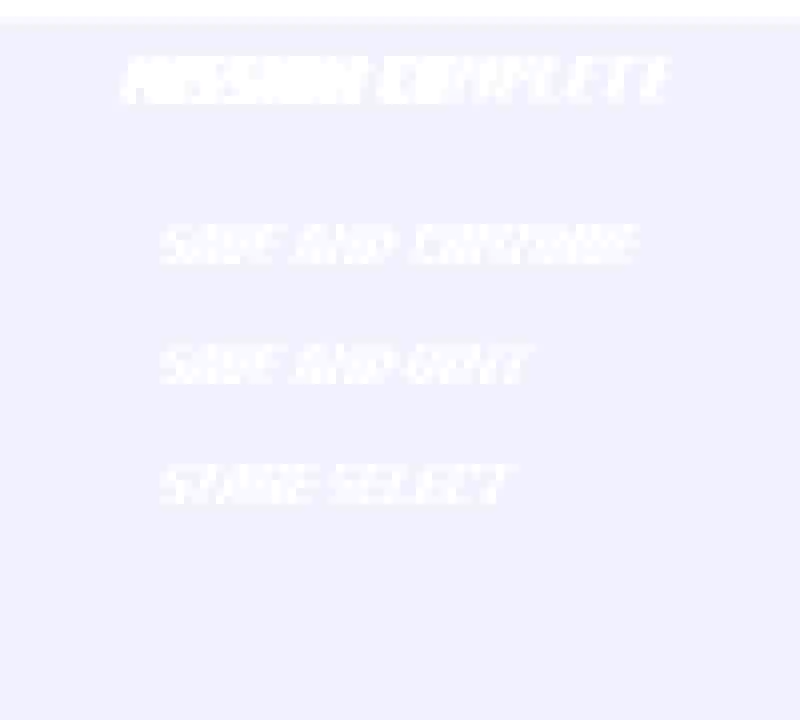 MISSION COMPLETE
SAVE AND CONTINUE
SAVE AND QUIT
STAGE SELECT